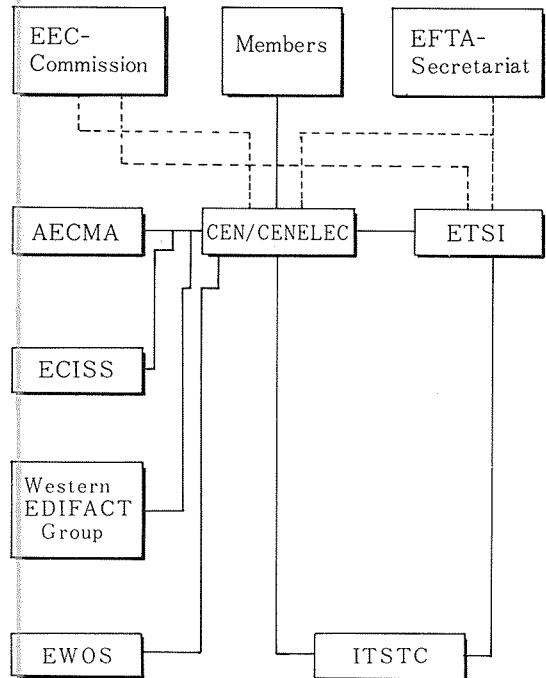 EEC-
Commission
Members
EFTA-
Secretariat
AECMA
CEN/CENELEC
ETSI
ECISS
Western
EDIFACT
Group
EWOS
ITSTC